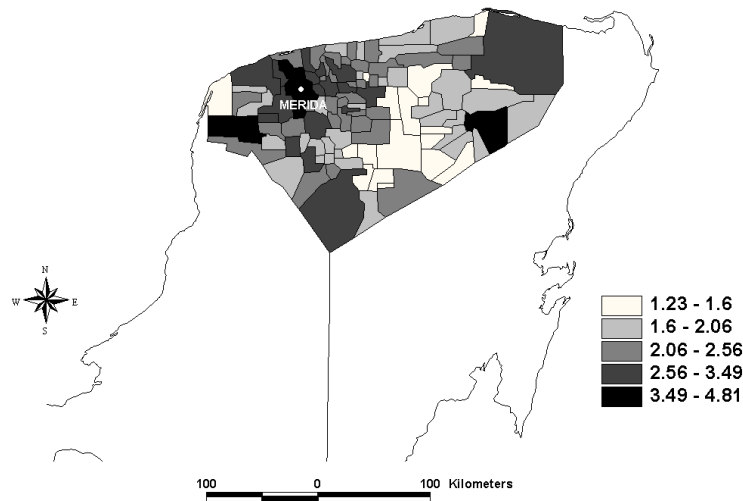 MERIDA
N
W E
S
1.23 - 1.6
1.6 - 2.06
2.06 - 2.56
2.56 - 3.49
3.49 - 4.81
100 0 100 Kilometers